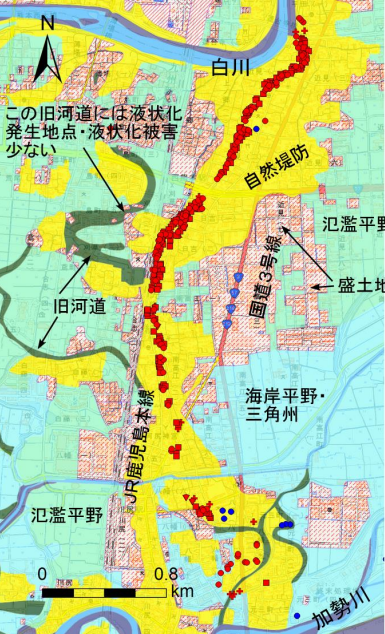 N
白川
この旧河道には液状化
発生地点・液状化被害
少ない
自然堤防
氾濫平野
国道3号線
盛土地
旧河道
海岸平野・
三角州
JR鹿児島本線
氾濫平野
0 0.8
km
加勢川